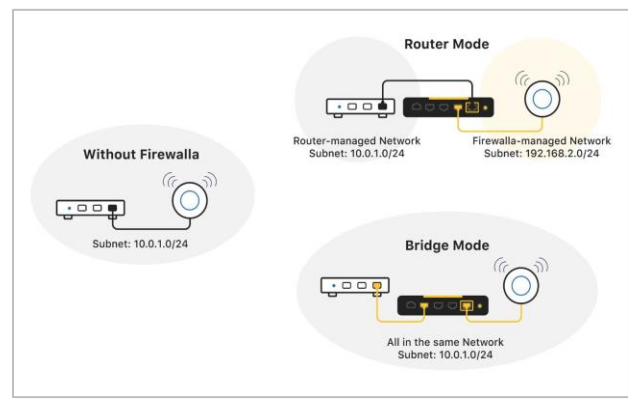 Without Firewalla
Subnet: 10.0.1.0/24
Router Mode
Router-managed Network
Subnet: 10.0.1.0/24
Firewalla-managed Network
Subnet: 192.168.2.0/24
Bridge Mode
All in the same Network
Subnet: 10.0.1.0/24